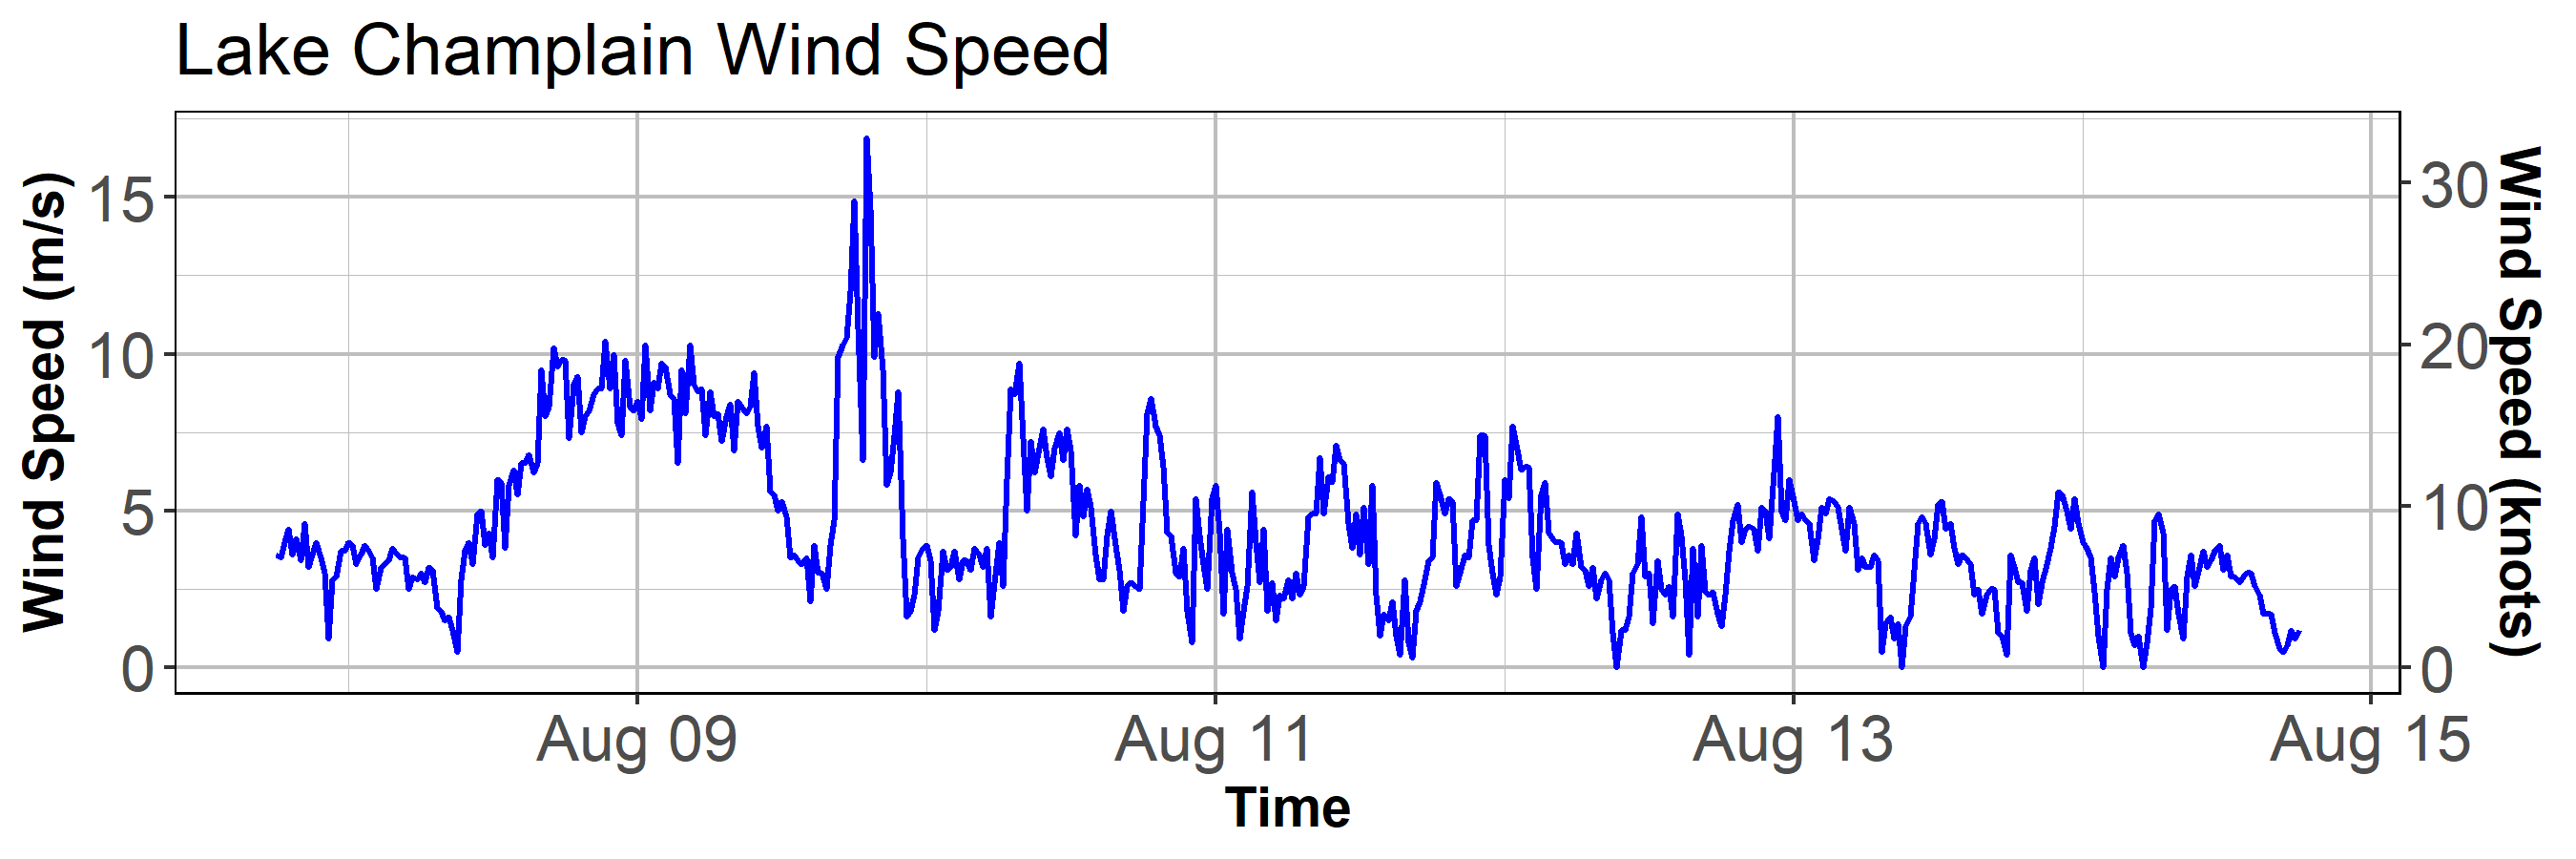 Lake Champlain Wind Speed
Wind Speed (m/s)
15
10
5
0
30
20
10
0
Wind Speed (knots)
Aug 09
Aug 11
Aug 13
Aug 15
Time